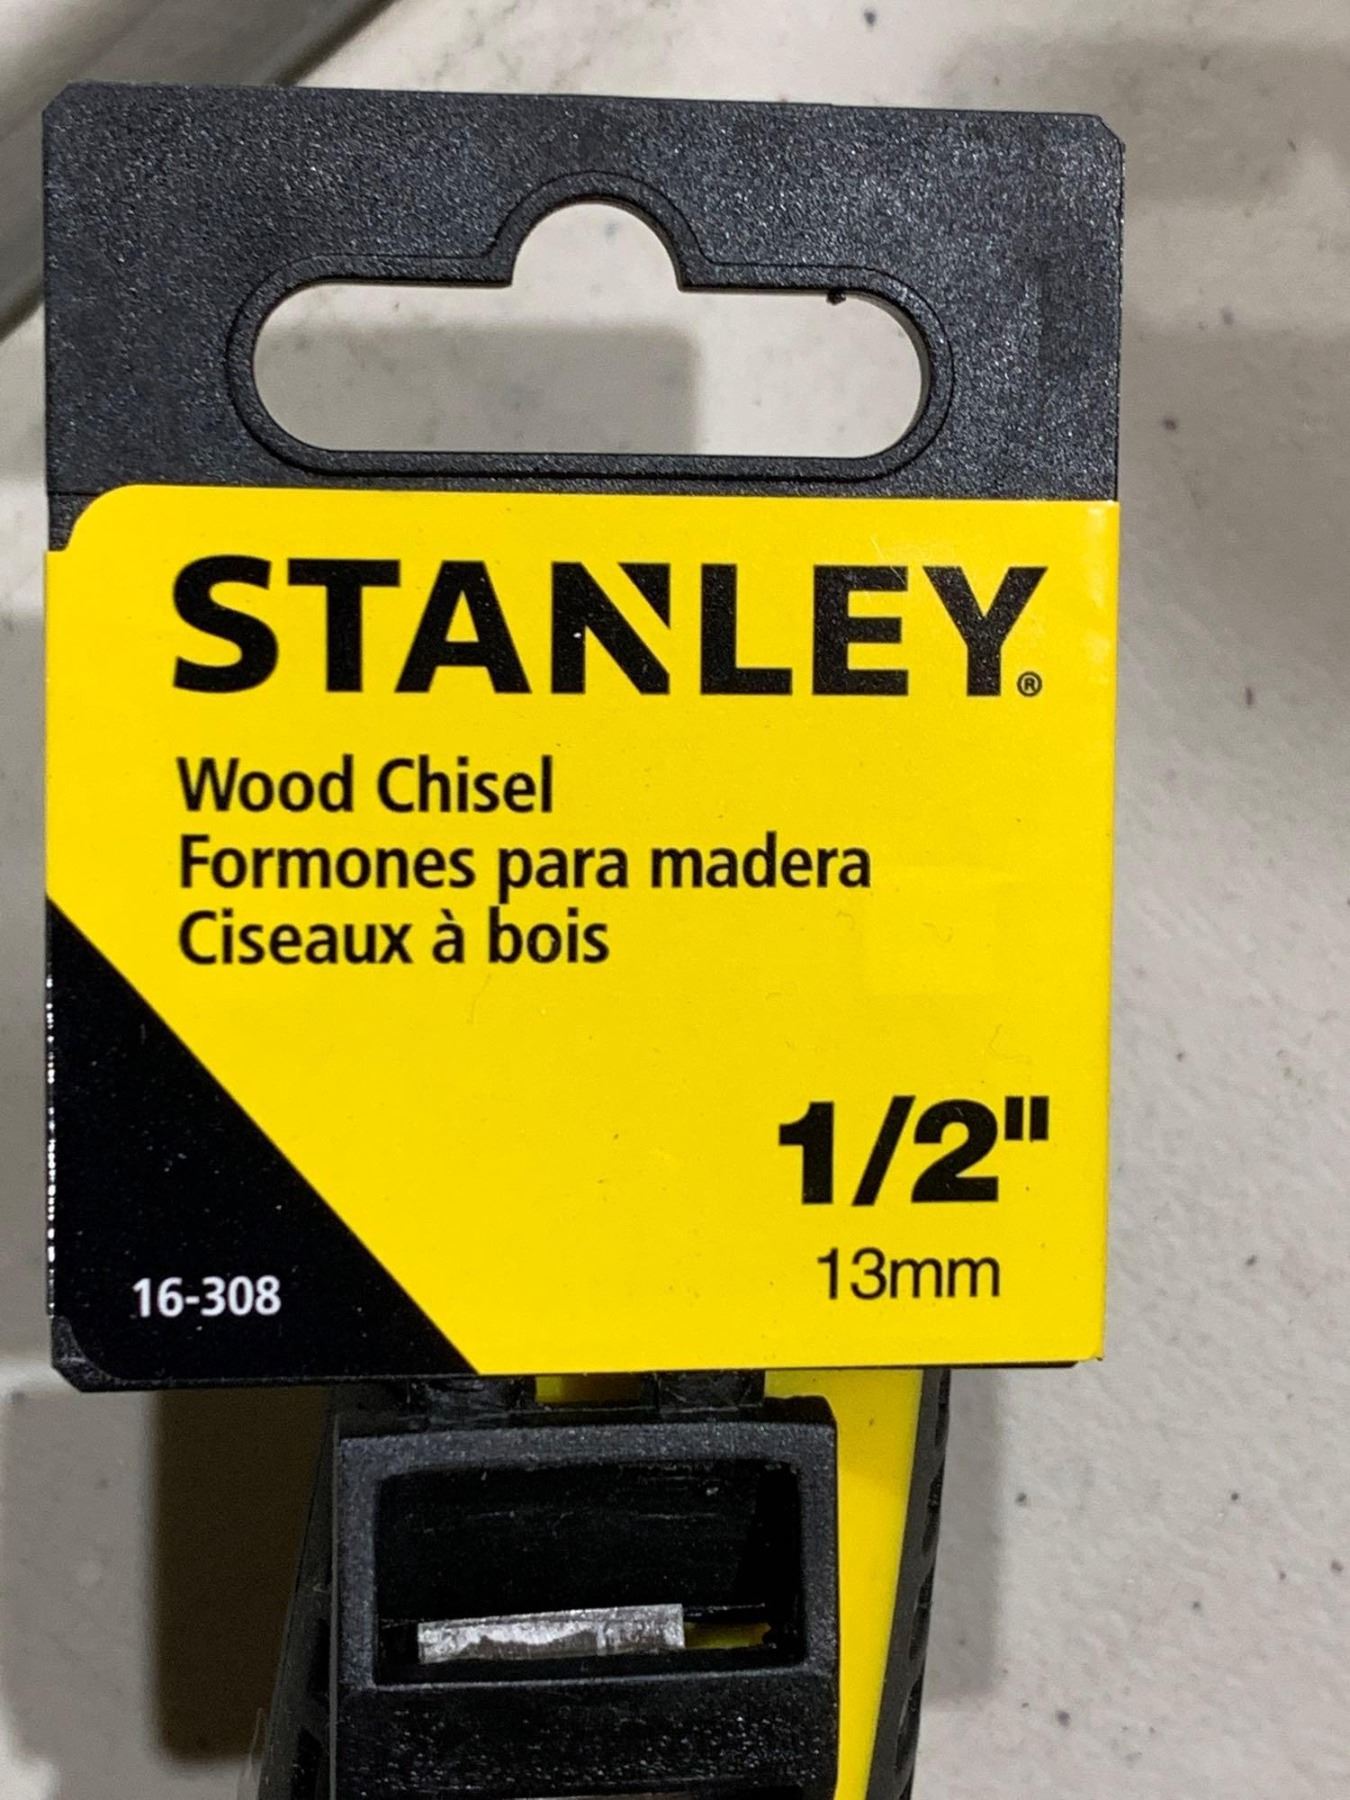 STANLEY®
Wood Chisel
Formones para madera
Ciseaux à bois
1/2"
13mm
16-308